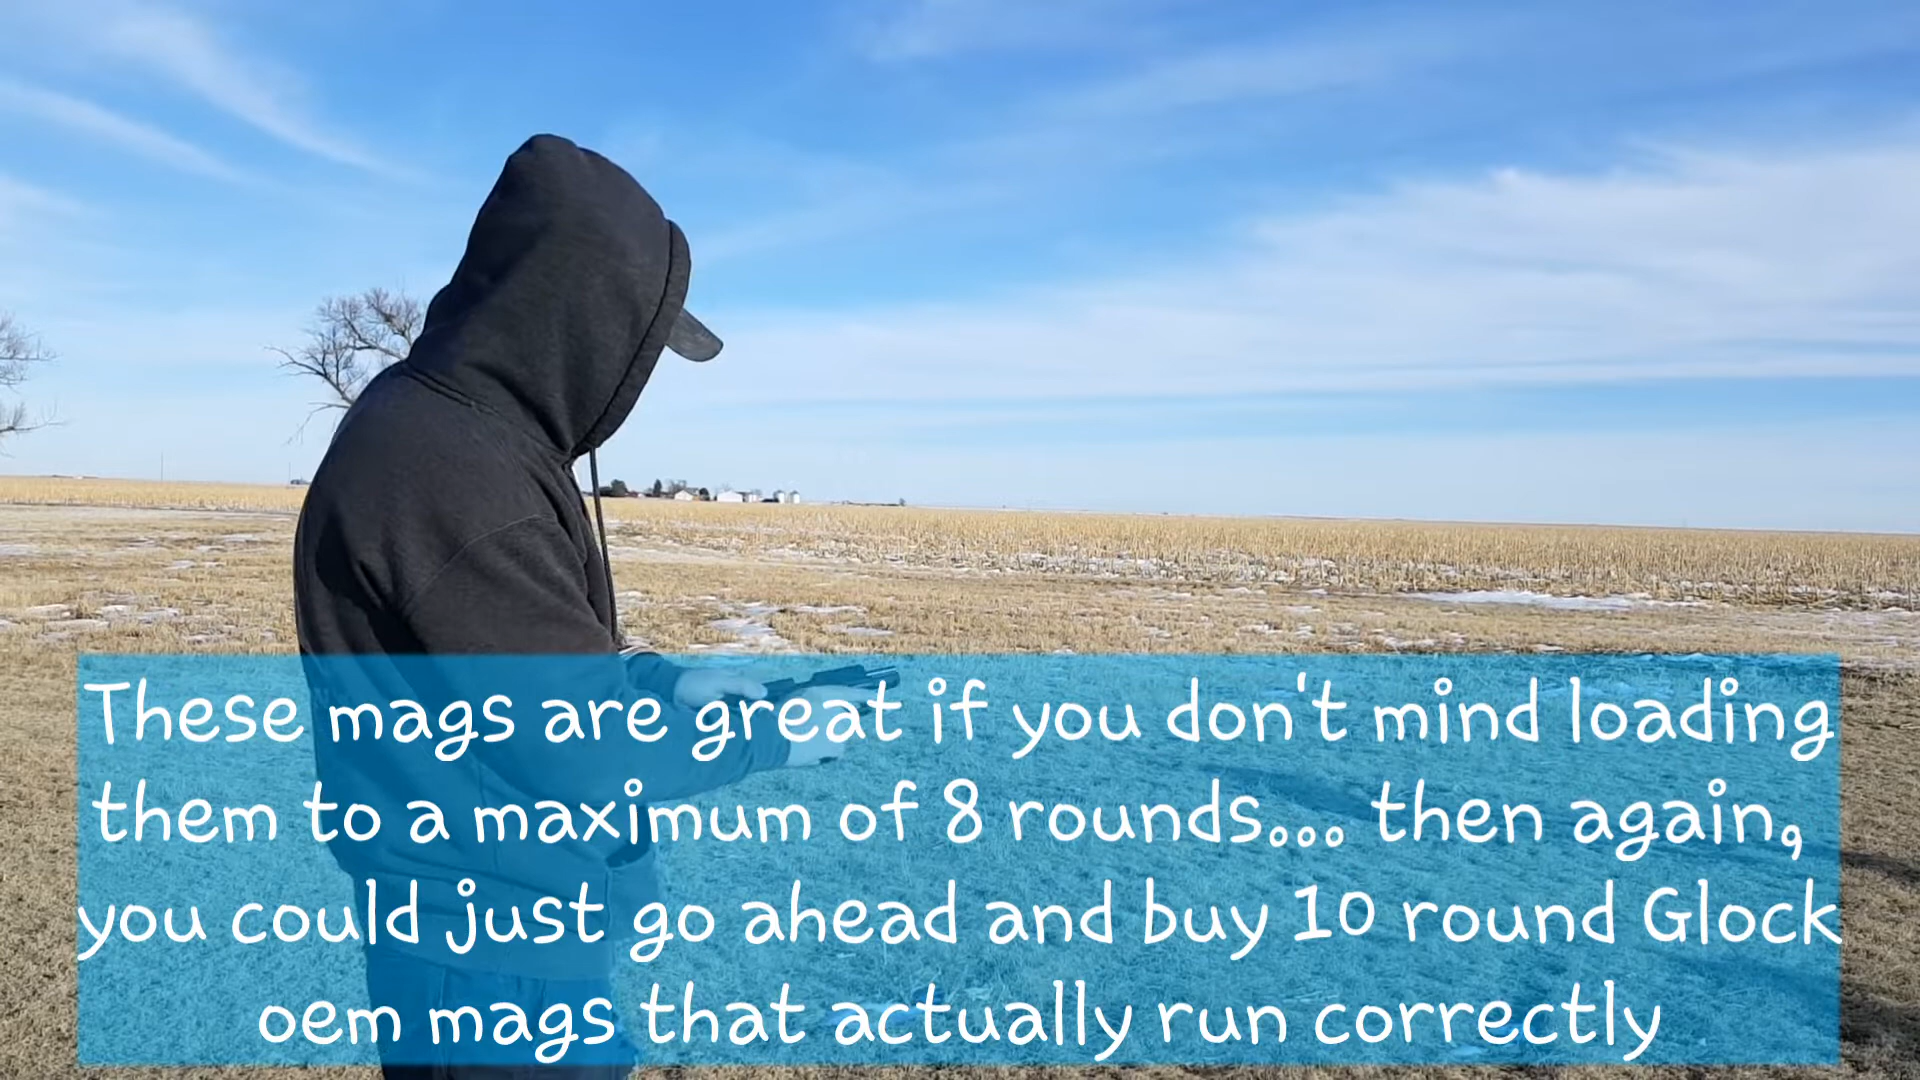 These mags are great if you don't mind loading
them to a maximum of 8 rounds... then again,
you could just go ahead and buy 10 round Glock
oem mags that actually run correctly